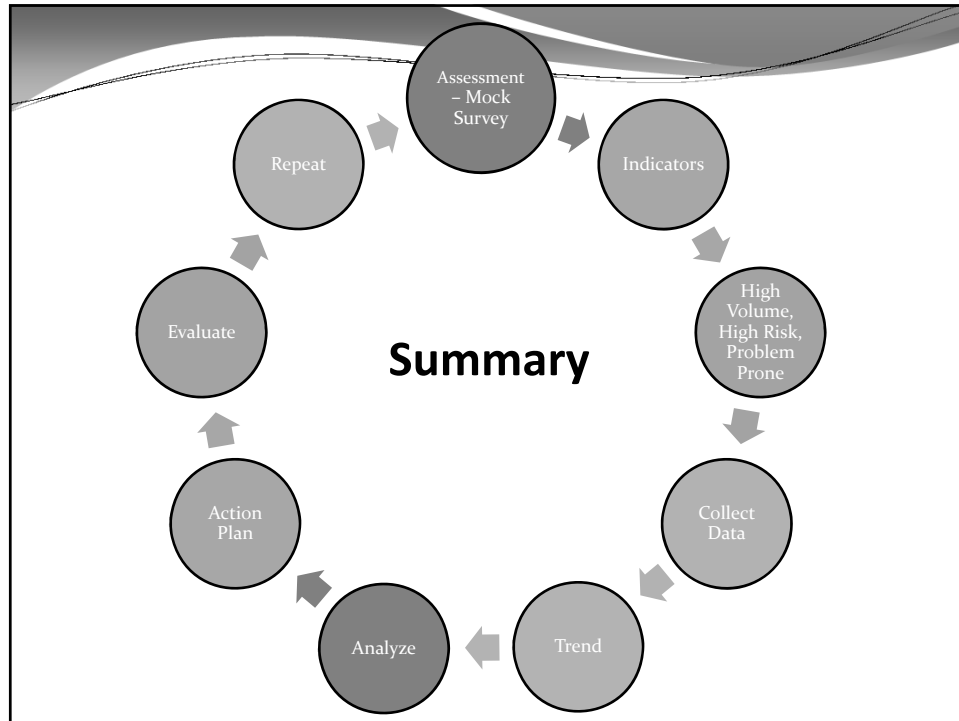 Assessment
– Mock
Survey
Indicators
High
Volume,
High Risk,
Problem
Prone
Collect
Data
Trend
Analyze
Action
Plan
Evaluate
Repeat
Summary